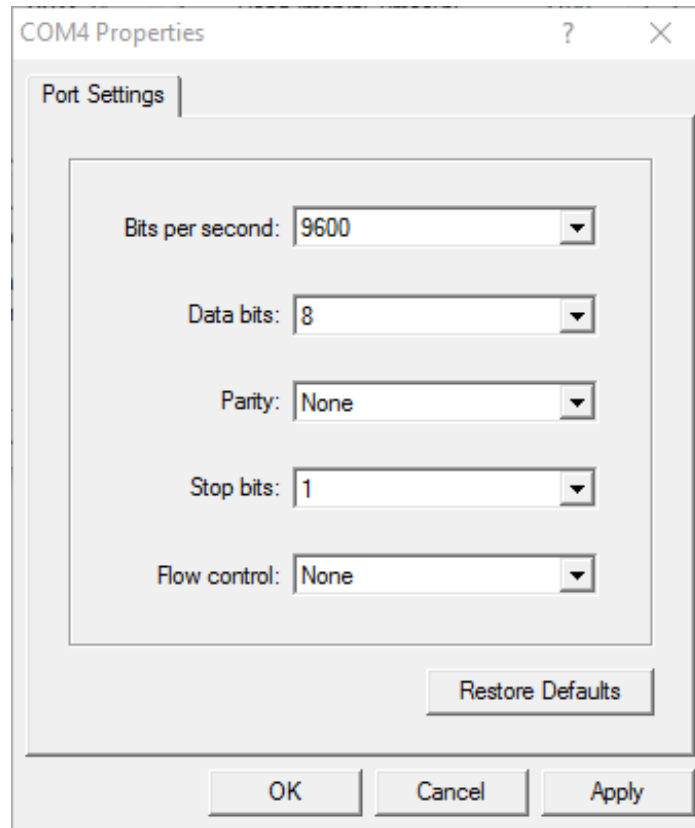 COM4 Properties
Port Settings
Bits per second: 9600
Data bits: 8
Parity: None
Stop bits: 1
Flow control: None
Restore Defaults
OK Cancel Apply